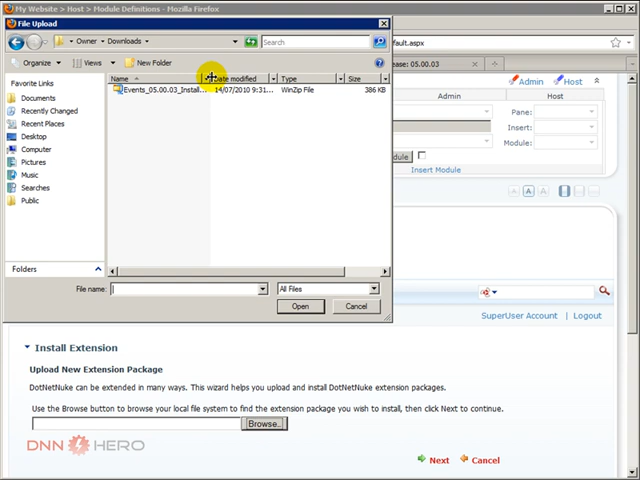 My Website > Host > Module Definitions - Mozilla Firefox
File Upload
Owner Downloads
Search
fault.aspx
Organize Views New Folder
ease: 05.00.03
Favorite Links
Documents
Recently Changed
Recent Places
Desktop
Computer
Pictures
Music
Searches
Public
Folders
Name Date modified Type Size
Events_05.00.03_Instal... 14/07/2010 9:31... WinZip File 386 KB
File name: All Files
Open Cancel
Admin Host
Admin Host
Pane:
Insert:
Module:
dule
Insert Module
A A A
SuperUser Account | Logout
Install Extension
Upload New Extension Package
DotNetNuke can be extended in many ways. This wizard helps you upload and install DotNetNuke extension packages.
Use the Browse button to browse your local file system to find the extension package you wish to install, then click Next to continue.
Browse...
DNN HERO
Next Cancel